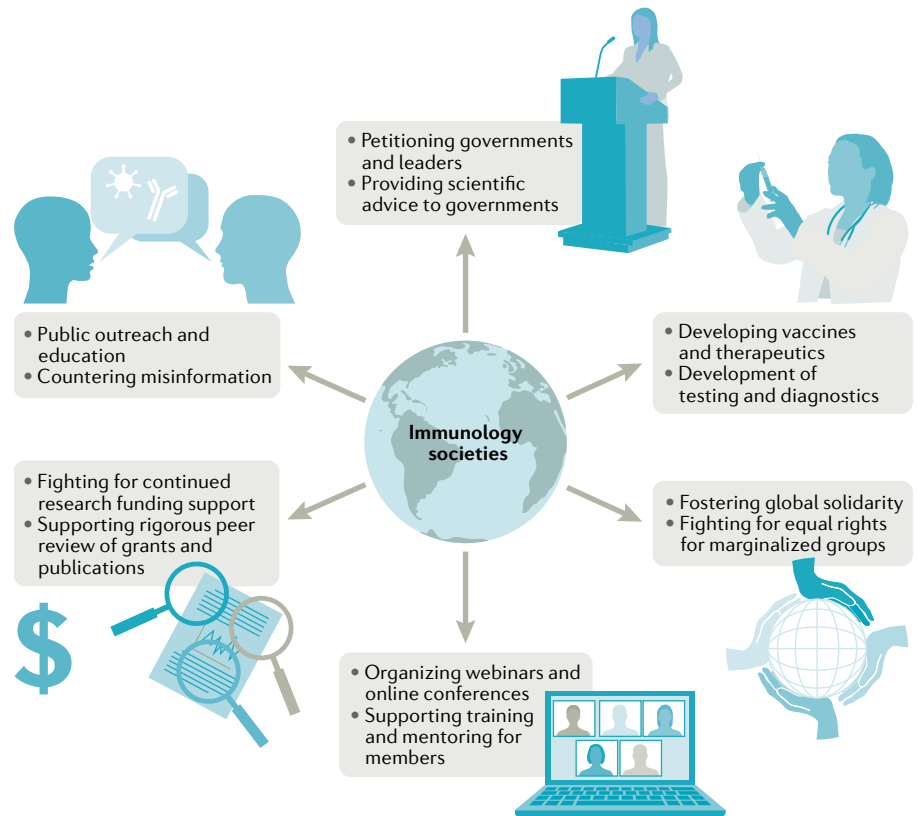 • Petitioning governments
and leaders
• Providing scientific
advice to governments
• Public outreach and
education
• Countering misinformation
• Developing vaccines
and therapeutics
• Development of
testing and diagnostics
Immunology
societies
• Fighting for continued
research funding support
• Supporting rigorous peer
review of grants and
publications
• Fostering global solidarity
• Fighting for equal rights
for marginalized groups
$
• Organizing webinars and
online conferences
• Supporting training
and mentoring for
members